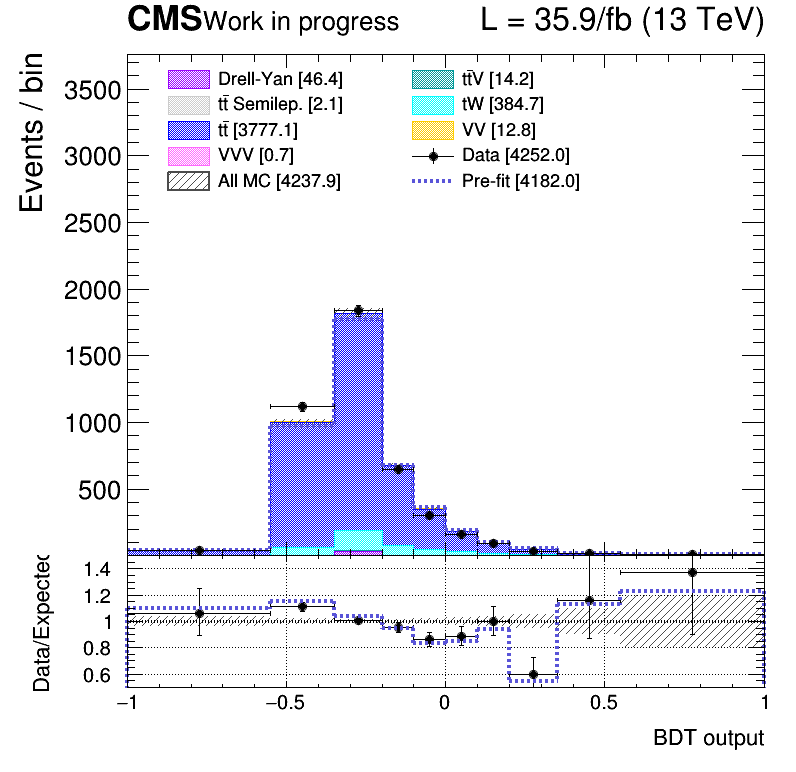 CMS Work in progress L = 35.9/fb (13 TeV)
Events / bin
Drell-Yan [46.4]
tt̄ Semilep. [2.1]
tt̄ [3777.1]
VVV [0.7]
All MC [4237.9]
tt̄V [14.2]
tW [384.7]
VV [12.8]
Data [4252.0]
Pre-fit [4182.0]
3500
3000
2500
2000
1500
1000
500
Data/Expected
1.4
1.2
1
0.8
0.6
−1 −0.5 0 0.5 1
BDT output